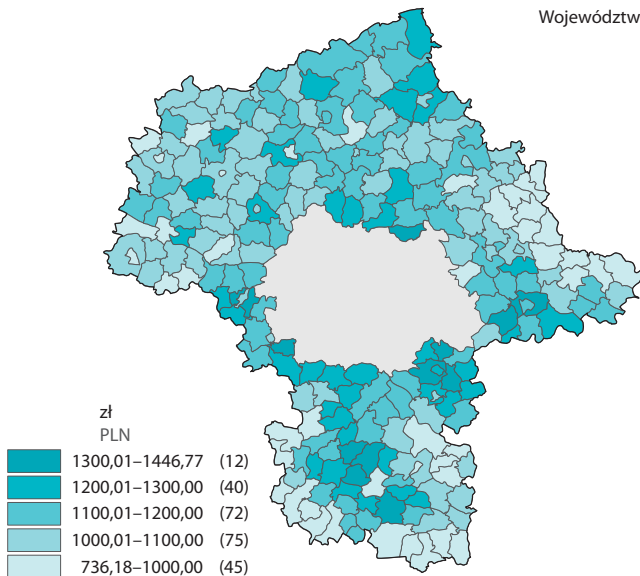 Województw
zł
PLN
1300,01–1446,77 (12)
1200,01–1300,00 (40)
1100,01–1200,00 (72)
1000,01–1100,00 (75)
736,18–1000,00 (45)